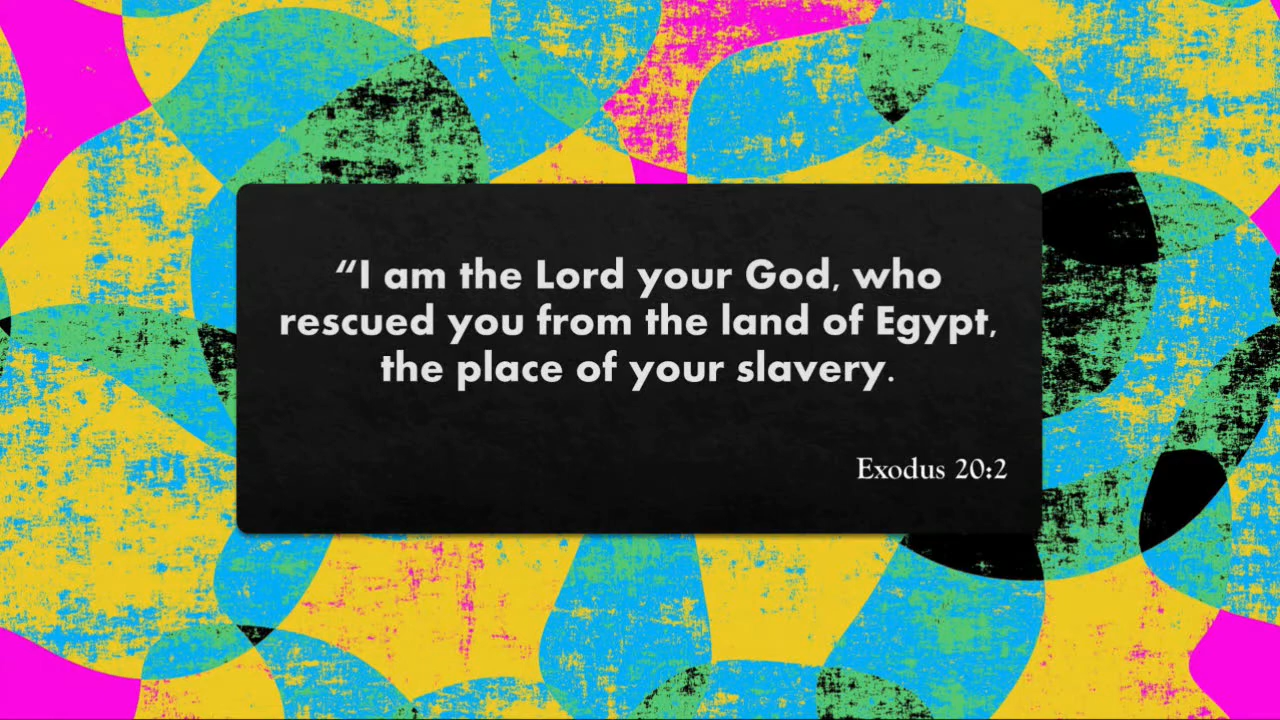 “I am the Lord your God, who
rescued you from the land of Egypt,
the place of your slavery.
Exodus 20:2